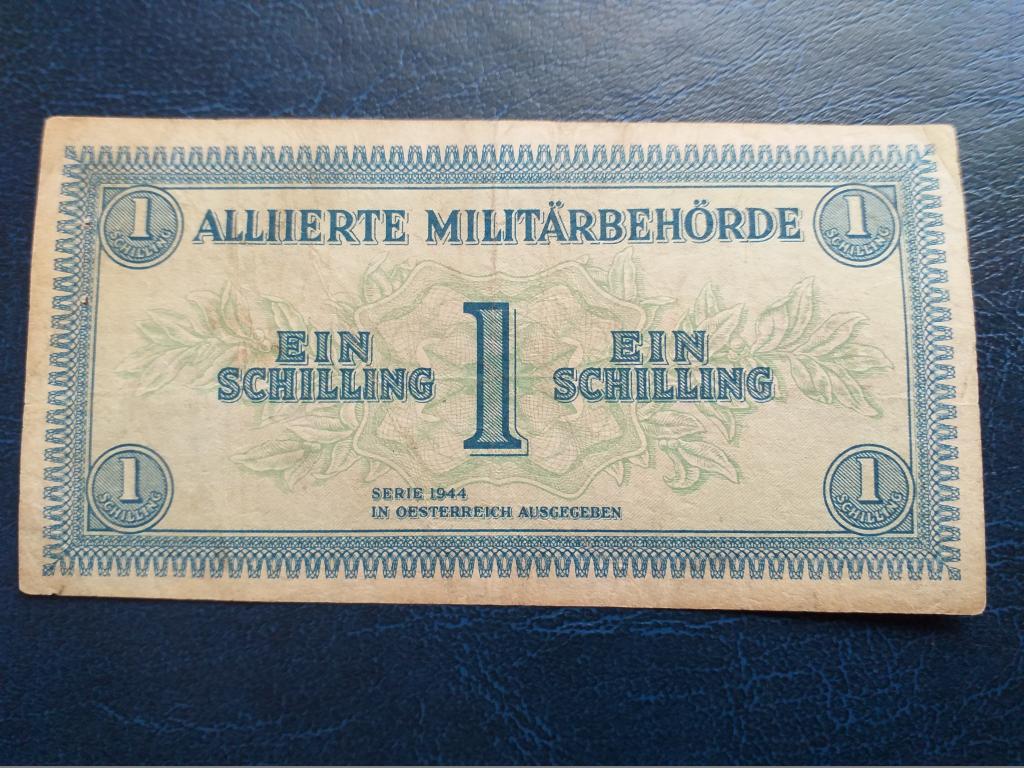 1 SCHILLING
ALLIIERTE MILITÄRBEHÖRDE
1 SCHILLING
EIN SCHILLING
1
EIN SCHILLING
1 SCHILLING
SERIE 1944
IN OESTERREICH AUSGEGEBEN
1 SCHILLING